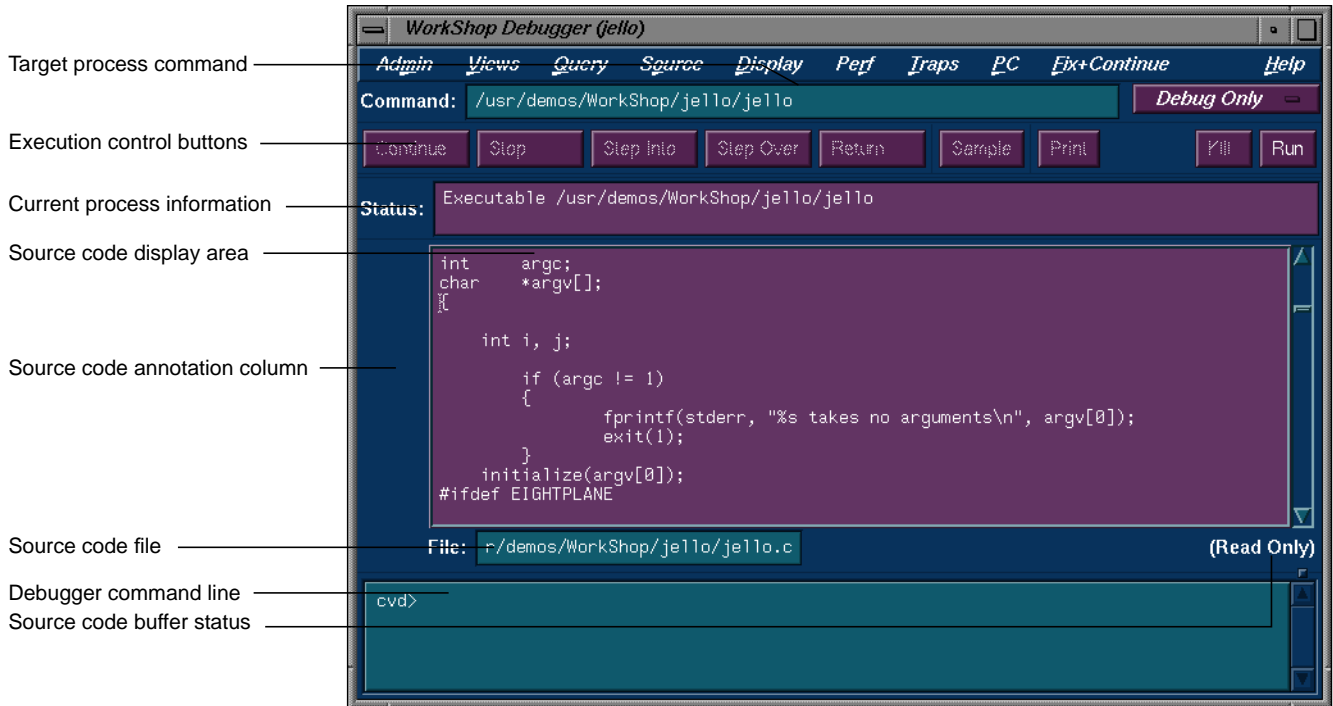 WorkShop Debugger (jello)
Target process command
Admin Views Query Source Display Perf Traps PC Fix+Continue Help
Command: /usr/demos/WorkShop/jello/jello Debug Only
Execution control buttons
Continue Stop Step Into Step Over Return Sample Print Kill Run
Current process information
Status: Executable /usr/demos/WorkShop/jello/jello
Source code display area
int argc;
char *argv[];
{
int i, j;
Source code annotation column
if (argc != 1)
{
fprintf(stderr, "%s takes no arguments\n", argv[0]);
exit(1);
}
initialize(argv[0]);
#ifdef EIGHTPLANE
Source code file
File: r/demos/WorkShop/jello/jello.c (Read Only)
Debugger command line
cvd>
Source code buffer status